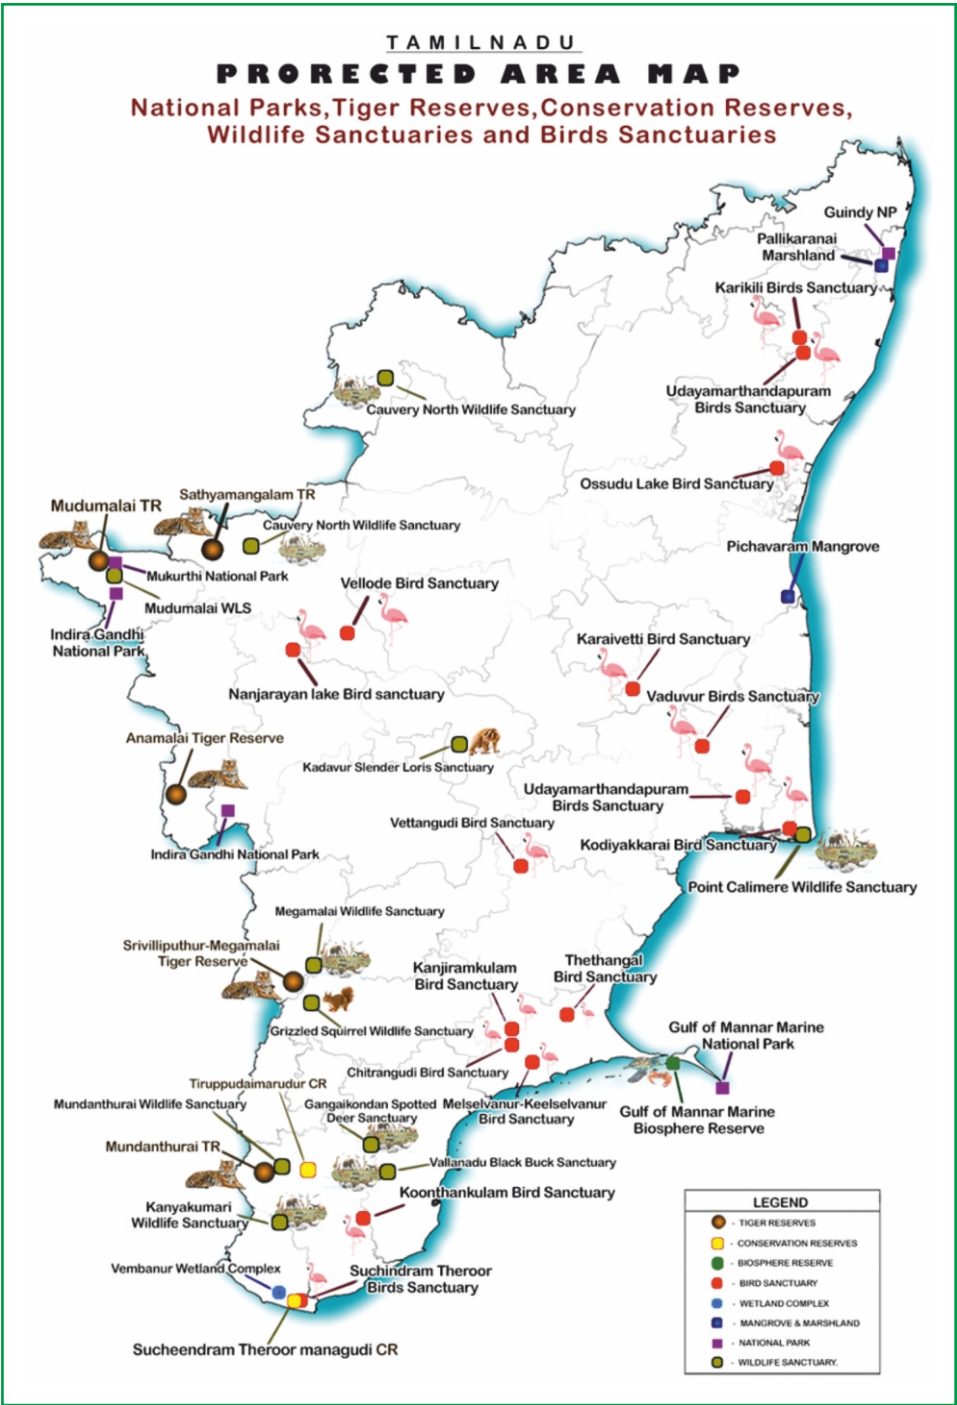 TAMILNADU
PRORECTED AREA MAP
National Parks,Tiger Reserves,Conservation Reserves,
Wildlife Sanctuaries and Birds Sanctuaries
Guindy NP
Pallikaranai
Marshland
Karikili Birds Sanctuary
Udayamarthandapuram
Birds Sanctuary
Cauvery North Wildlife Sanctuary
Ossudu Lake Bird Sanctuary
Mudumalai TR
Sathyamangalam TR
Cauvery North Wildlife Sanctuary
Pichavaram Mangrove
Mukurthi National Park
Vellode Bird Sanctuary
Mudumalai WLS
Indira Gandhi
National Park
Karaivetti Bird Sanctuary
Nanjarayan lake Bird sanctuary
Vaduvur Birds Sanctuary
Anamalai Tiger Reserve
Kadavur Slender Loris Sanctuary
Udayamarthandapuram
Birds Sanctuary
Vettangudi Bird Sanctuary
Kodiyakkarai Bird Sanctuary
Indira Gandhi National Park
Point Calimere Wildlife Sanctuary
Megamalai Wildlife Sanctuary
Srivilliputhur-Megamalai
Tiger Reserve
Kanjiramkulam
Bird Sanctuary
Thethangal
Bird Sanctuary
Grizzled Squirrel Wildlife Sanctuary
Gulf of Mannar Marine
National Park
Chitrangudi Bird Sanctuary
Tiruppudaimarudur CR
Mundanthurai Wildlife Sanctuary
Gangaikondan Spotted
Deer Sanctuary
Melselvanur-Keelselvanur
Bird Sanctuary
Gulf of Mannar Marine
Biosphere Reserve
Mundanthurai TR
Vallanadu Black Buck Sanctuary
Koonthankulam Bird Sanctuary
Kanyakumari
Wildlife Sanctuary
Vembanur Wetland Complex
Suchindram Theroor
Birds Sanctuary
Sucheendram Theroor managudi CR
LEGEND
- TIGER RESERVES
- CONSERVATION RESERVES
- BIOSPHERE RESERVE
- BIRD SANCTUARY
- WETLAND COMPLEX
- MANGROVE & MARSHLAND
- NATIONAL PARK
- WILDLIFE SANCTUARY.